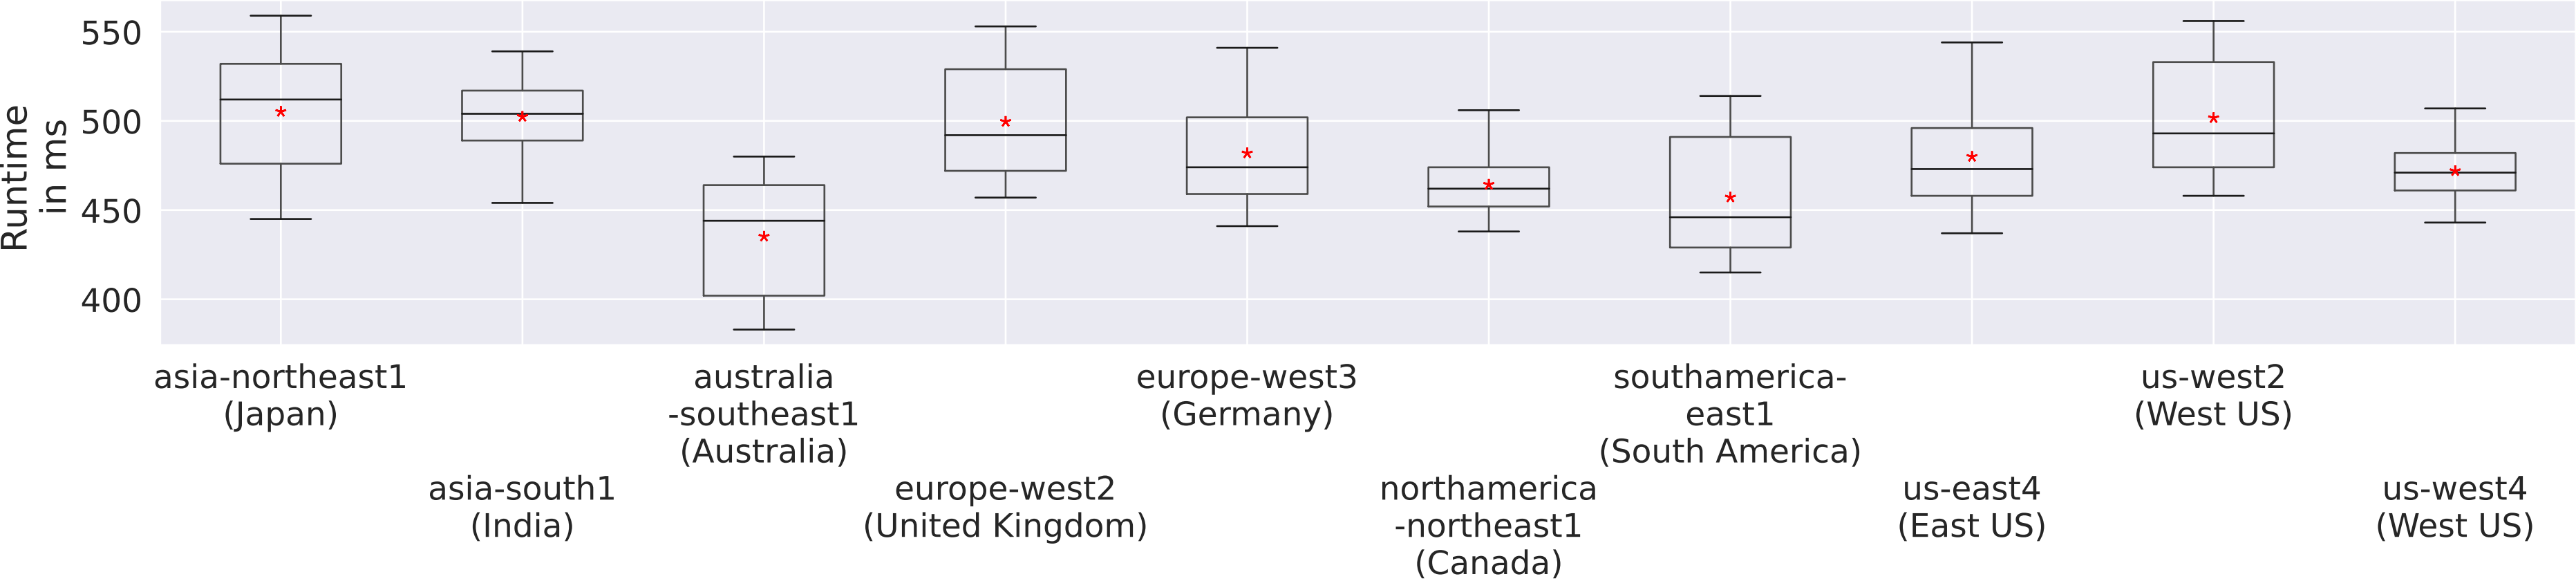 Runtime
in ms
550
500
450
400
asia-northeast1
(Japan)
asia-south1
(India)
australia
-southeast1
(Australia)
europe-west2
(United Kingdom)
europe-west3
(Germany)
northamerica
-northeast1
(Canada)
southamerica-
east1
(South America)
us-east4
(East US)
us-west2
(West US)
us-west4
(West US)